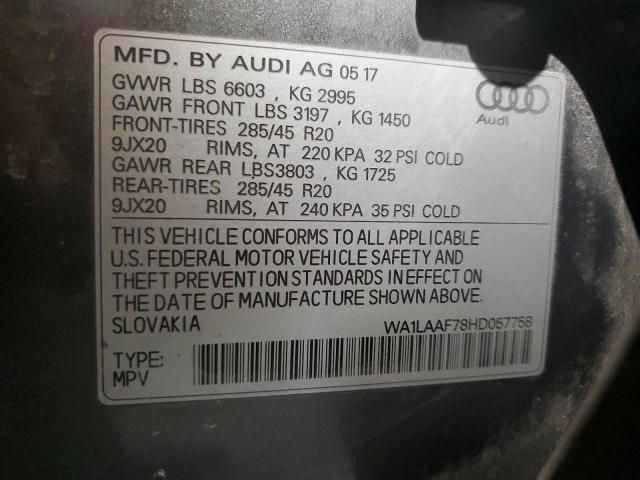 MFD. BY AUDI AG 05 17
GVWR LBS 6603 , KG 2995
GAWR FRONT LBS 3197 , KG 1450
FRONT-TIRES 285/45 R20
9JX20 RIMS, AT 220 KPA 32 PSI COLD
GAWR REAR LBS3803 , KG 1725
REAR-TIRES 285/45 R20
9JX20 RIMS, AT 240 KPA 35 PSI COLD
Audi
THIS VEHICLE CONFORMS TO ALL APPLICABLE
U.S. FEDERAL MOTOR VEHICLE SAFETY AND
THEFT PREVENTION STANDARDS IN EFFECT ON
THE DATE OF MANUFACTURE SHOWN ABOVE.
SLOVAKIA WA1LAAF78HD057758
TYPE:
MPV